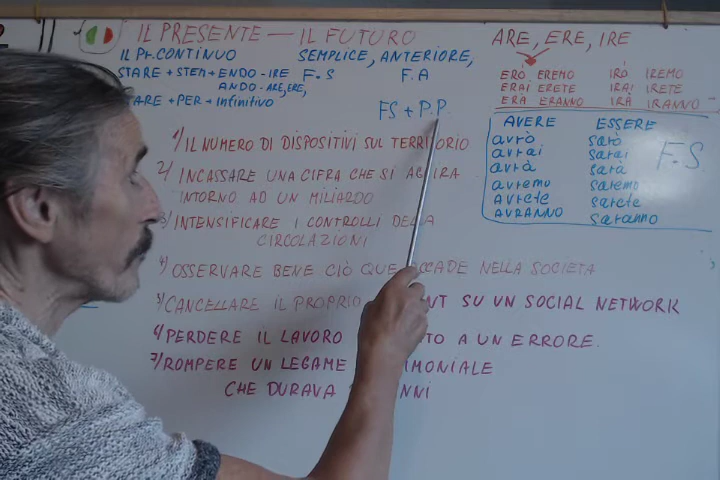 IL PRESENTE — IL FUTURO
IL Pr. CONTINUO
STARE + STEM + ENDO - IRE
ANDO - ARE, ERE,
ARE + PER + Infinitivo
SEMPLICE, ANTERIORE,
F.S F.A
FS + P.P
1/ IL NUMERO DI DISPOSITIVI SUL TERRITORIO
2/ INCASSARE UNA CIFRA CHE SI
INTORNO AD UN MILIARDO
3/ INTENSIFICARE I CONTROLLI DELLA
CIRCOLAZIONI
4/ OSSERVARE BENE CIÒ QUE ACCADE NELLA SOCIETÀ
5/ CANCELLARE IL PROPRIO SU UN SOCIAL NETWORK
6/ PERDERE IL LAVORO A UN ERRORE.
7/ ROMPERE UN LEGAME
CHE DURAVA
ARE, ERE, IRE
ERÒ EREMO IRÒ IREMO
ERAI ERETE IRAI IRETE
ERA ERANNO IRÀ IRANNO
AVERE ESSERE
avrò sarò
avrai sarai
avrà sarà
avremo saremo
avrete sarete
AVRANNO saranno
F.S